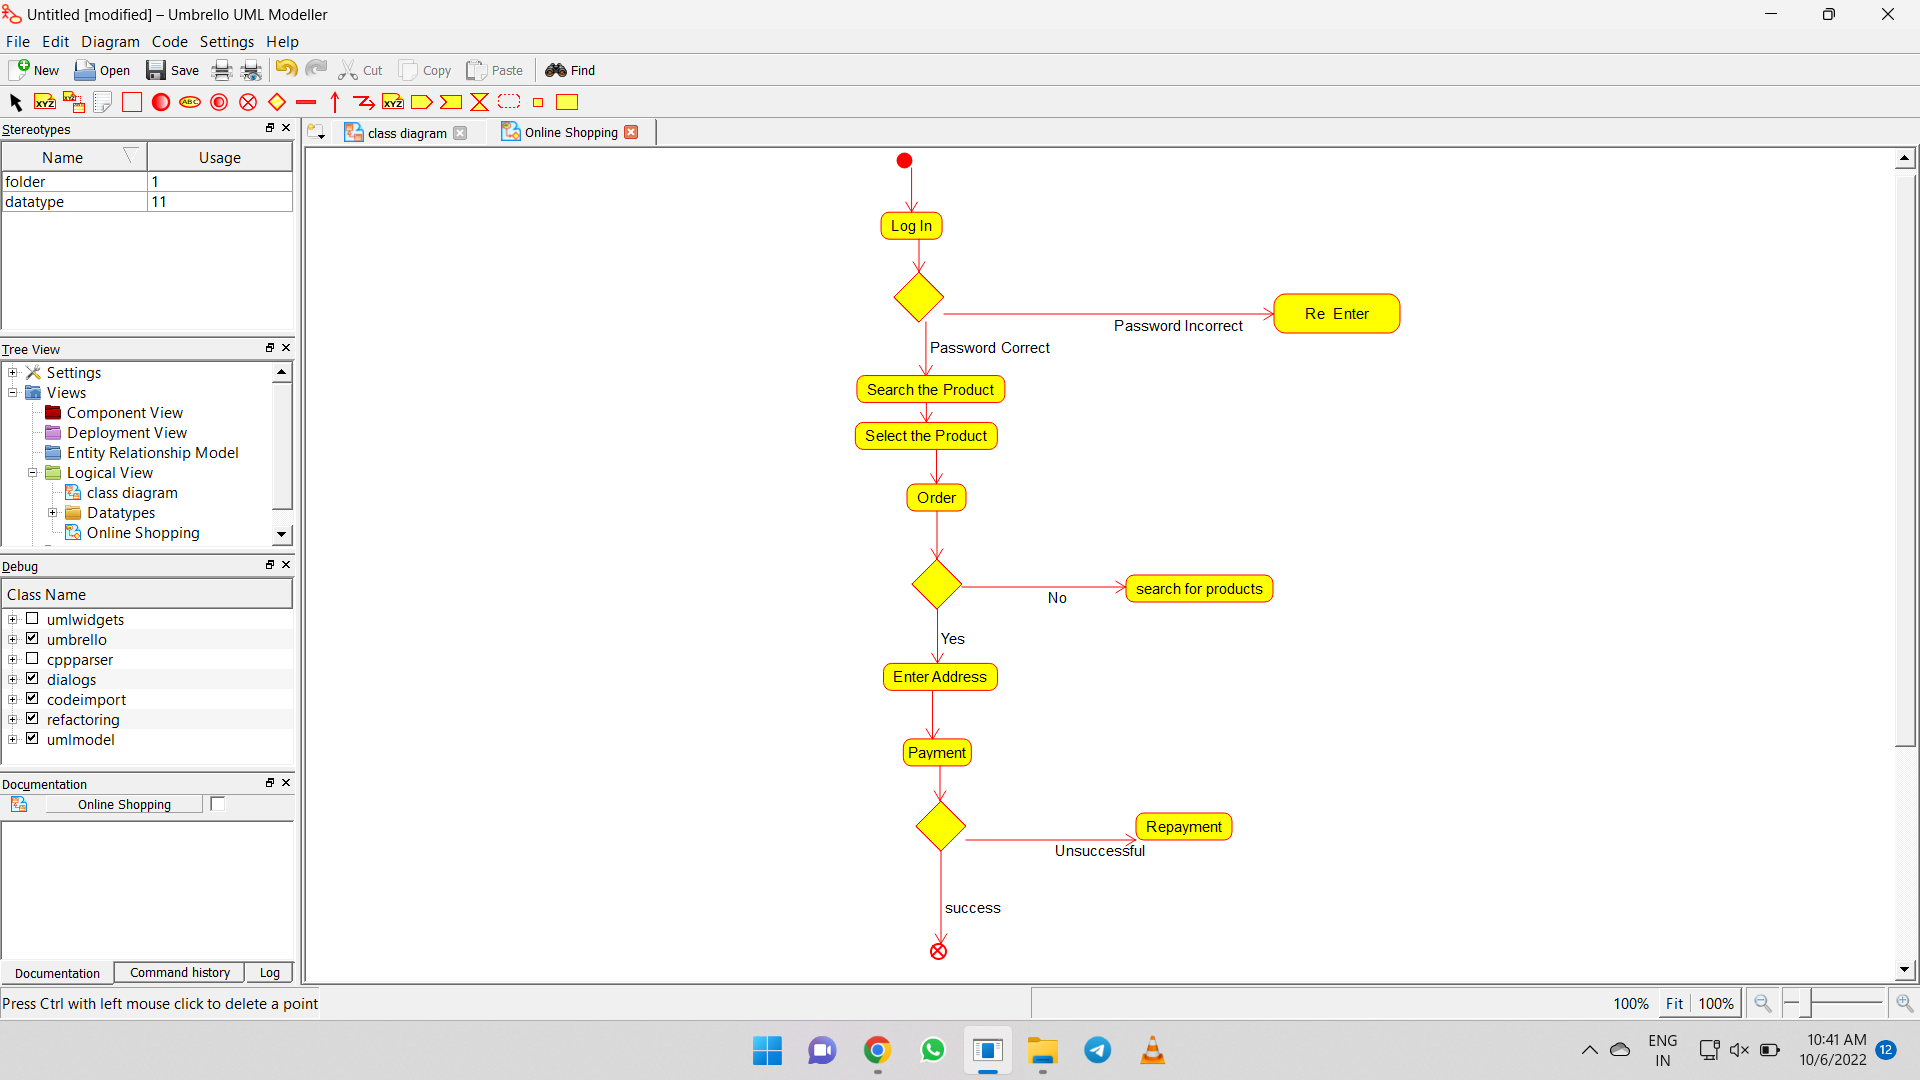 Untitled [modified] – Umbrello UML Modeller
File Edit Diagram Code Settings Help
New Open Save Cut Copy Paste Find
XYZ XYZ ABC XYZ
Stereotypes
Name Usage
folder 1
datatype 11
Tree View
Settings
Views
Component View
Deployment View
Entity Relationship Model
Logical View
class diagram
Datatypes
Online Shopping
Debug
Class Name
umlwidgets
umbrello
cppparser
dialogs
codeimport
refactoring
umlmodel
Documentation
Online Shopping
Documentation Command history Log
class diagram Online Shopping
Log In
Re Enter
Password Incorrect
Password Correct
Search the Product
Select the Product
Order
search for products
No
Yes
Enter Address
Payment
Repayment
Unsuccessful
success
Press Ctrl with left mouse click to delete a point
100% Fit 100%
ENG
IN
10:41 AM
10/6/2022
12